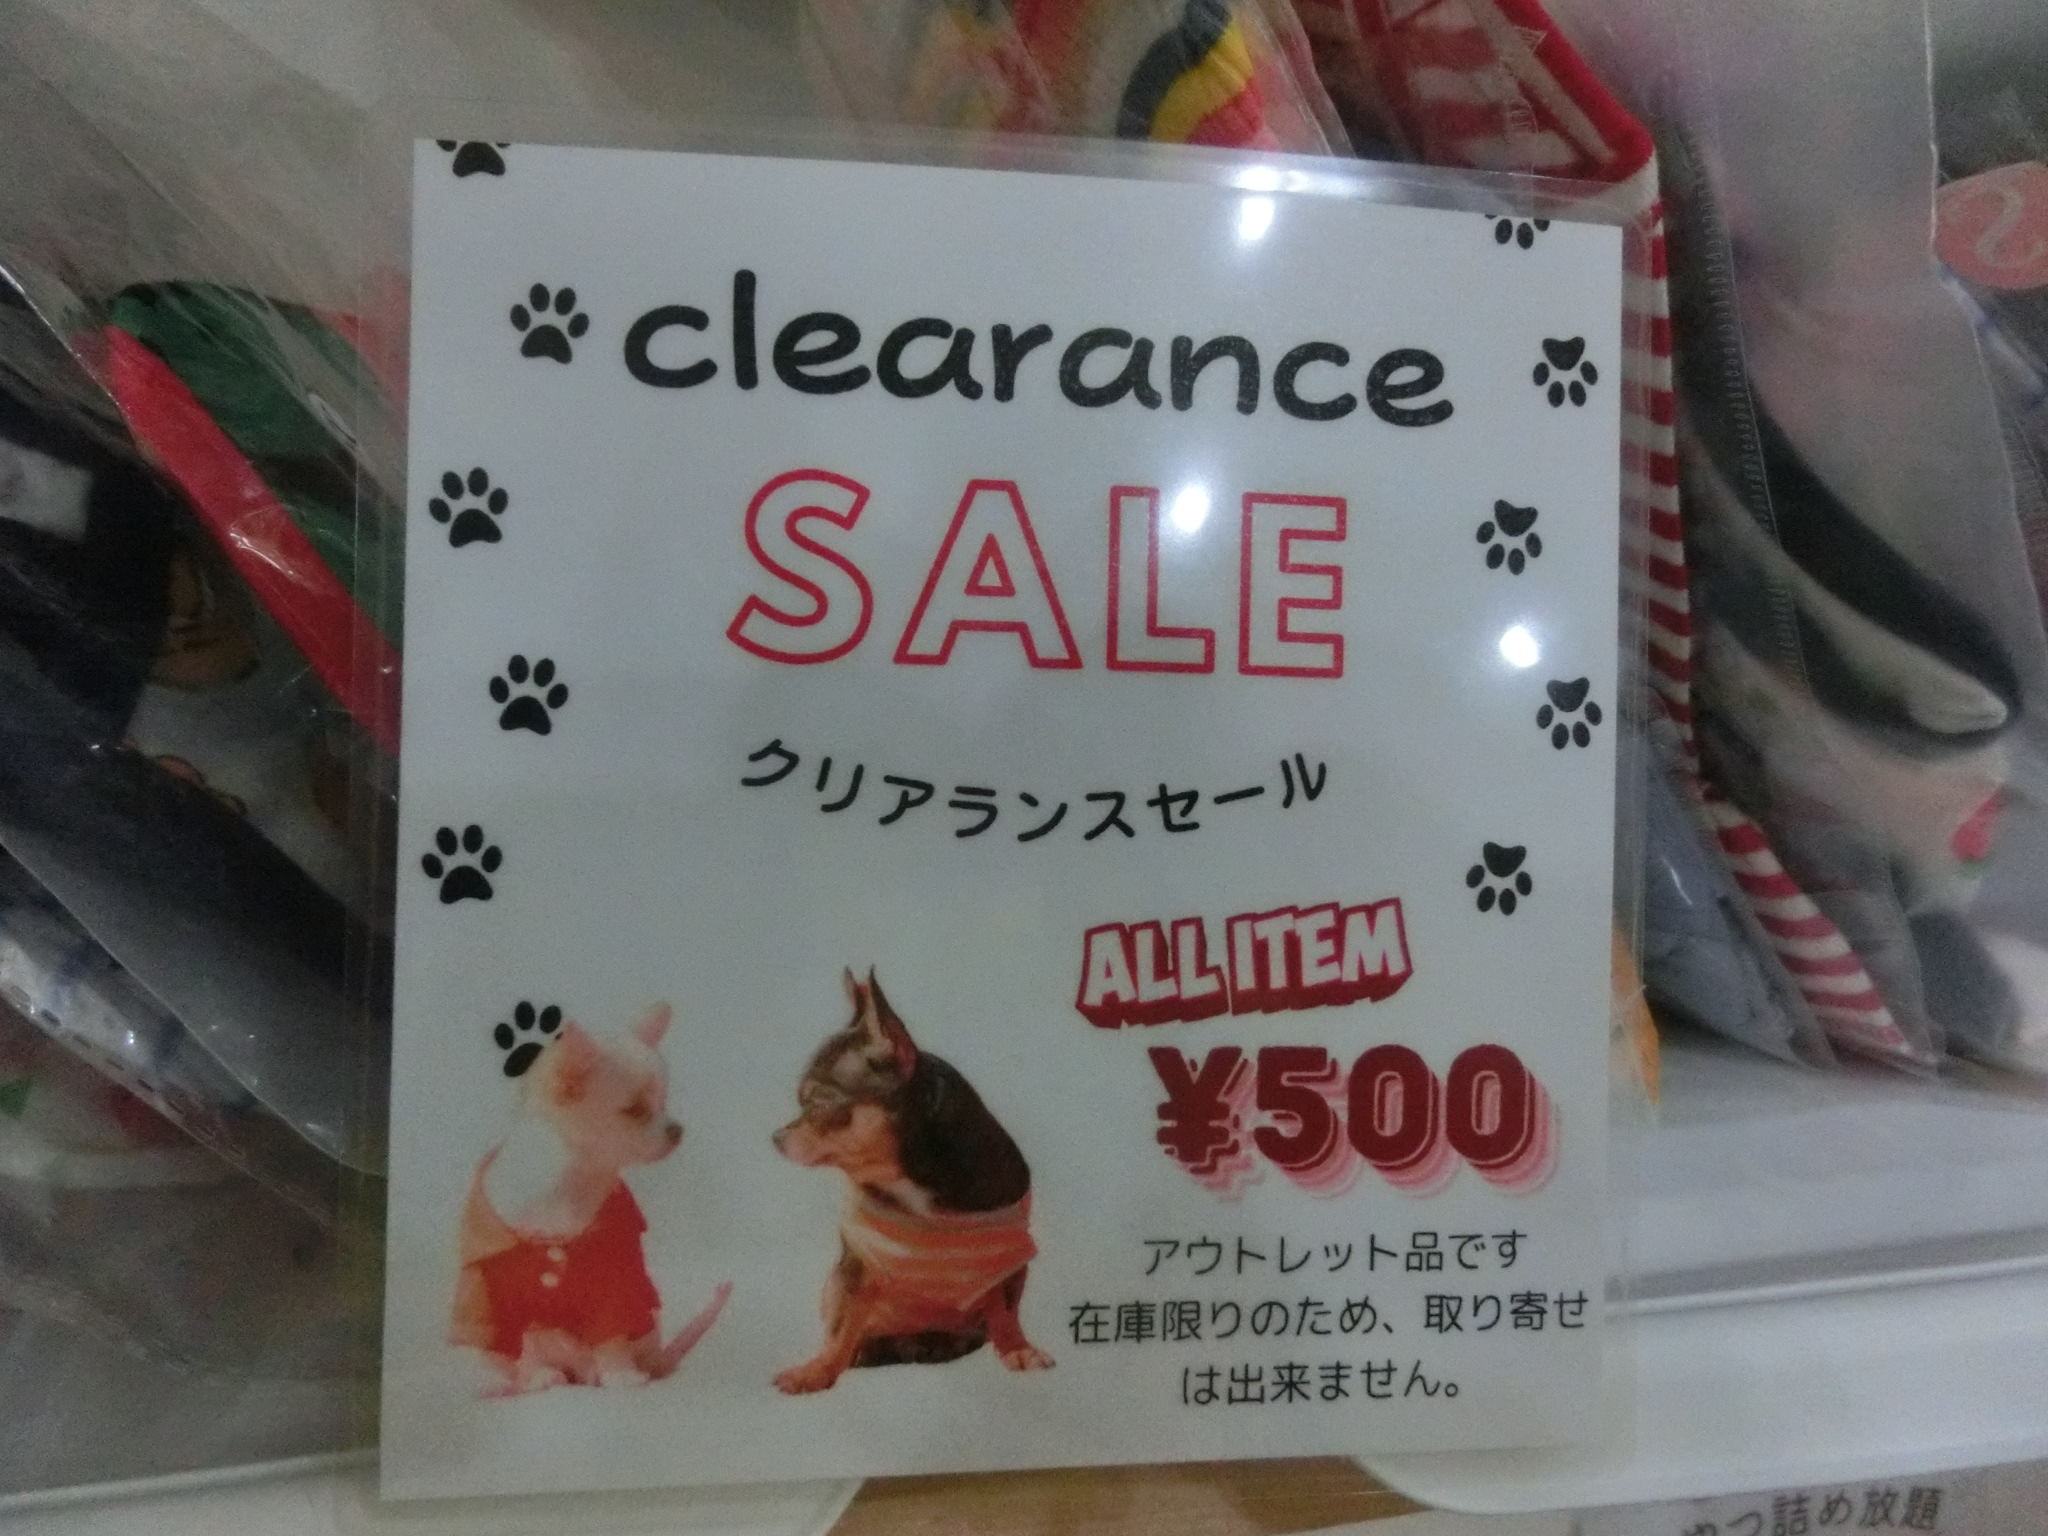 clearance
SALE
クリアランスセール
ALL ITEM
¥500
アウトレット品です
在庫限りのため、取り寄せ
は出来ません。
つ詰め放題